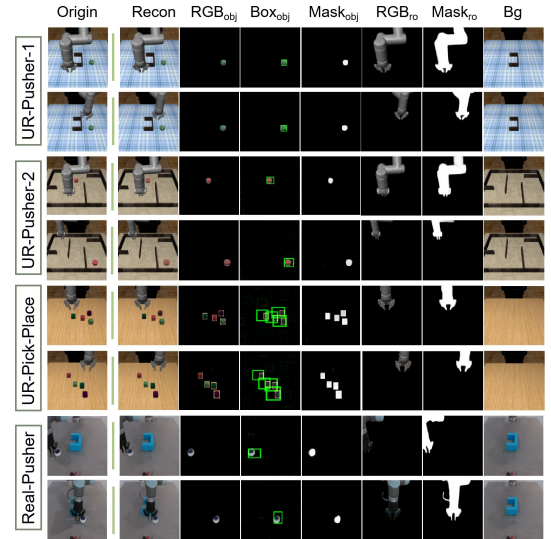 Origin Recon RGBobj Boxobj Maskobj RGBro Maskro Bg
UR-Pusher-1
UR-Pusher-2
UR-Pick-Place
Real-Pusher